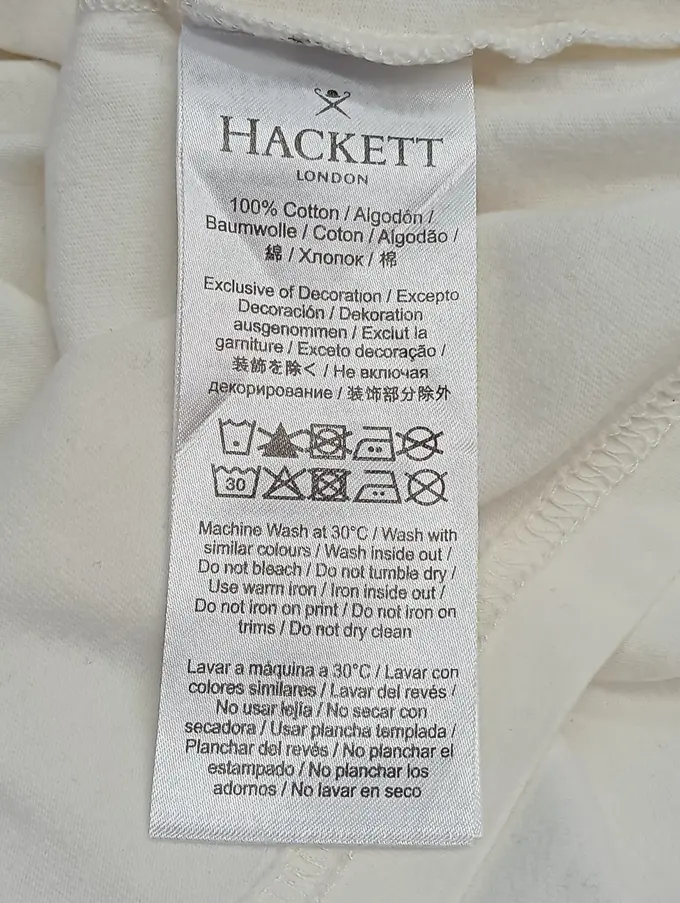 HACKETT
LONDON
100% Cotton / Algodón /
Baumwolle / Coton / Algodão /
綿 / Хлопок / 棉
Exclusive of Decoration / Excepto
Decoración / Dekoration
ausgenommen / Exclut la
garniture / Exceto decoração /
装飾を除く / Не включая
декорирование / 装饰部分除外
30
Machine Wash at 30°C / Wash with
similar colours / Wash inside out /
Do not bleach / Do not tumble dry /
Use warm iron / Iron inside out /
Do not iron on print / Do not iron on
trims / Do not dry clean
Lavar a máquina a 30°C / Lavar con
colores similares / Lavar del revés /
No usar lejía / No secar con
secadora / Usar plancha templada /
Planchar del revés / No planchar el
estampado / No planchar los
adornos / No lavar en seco